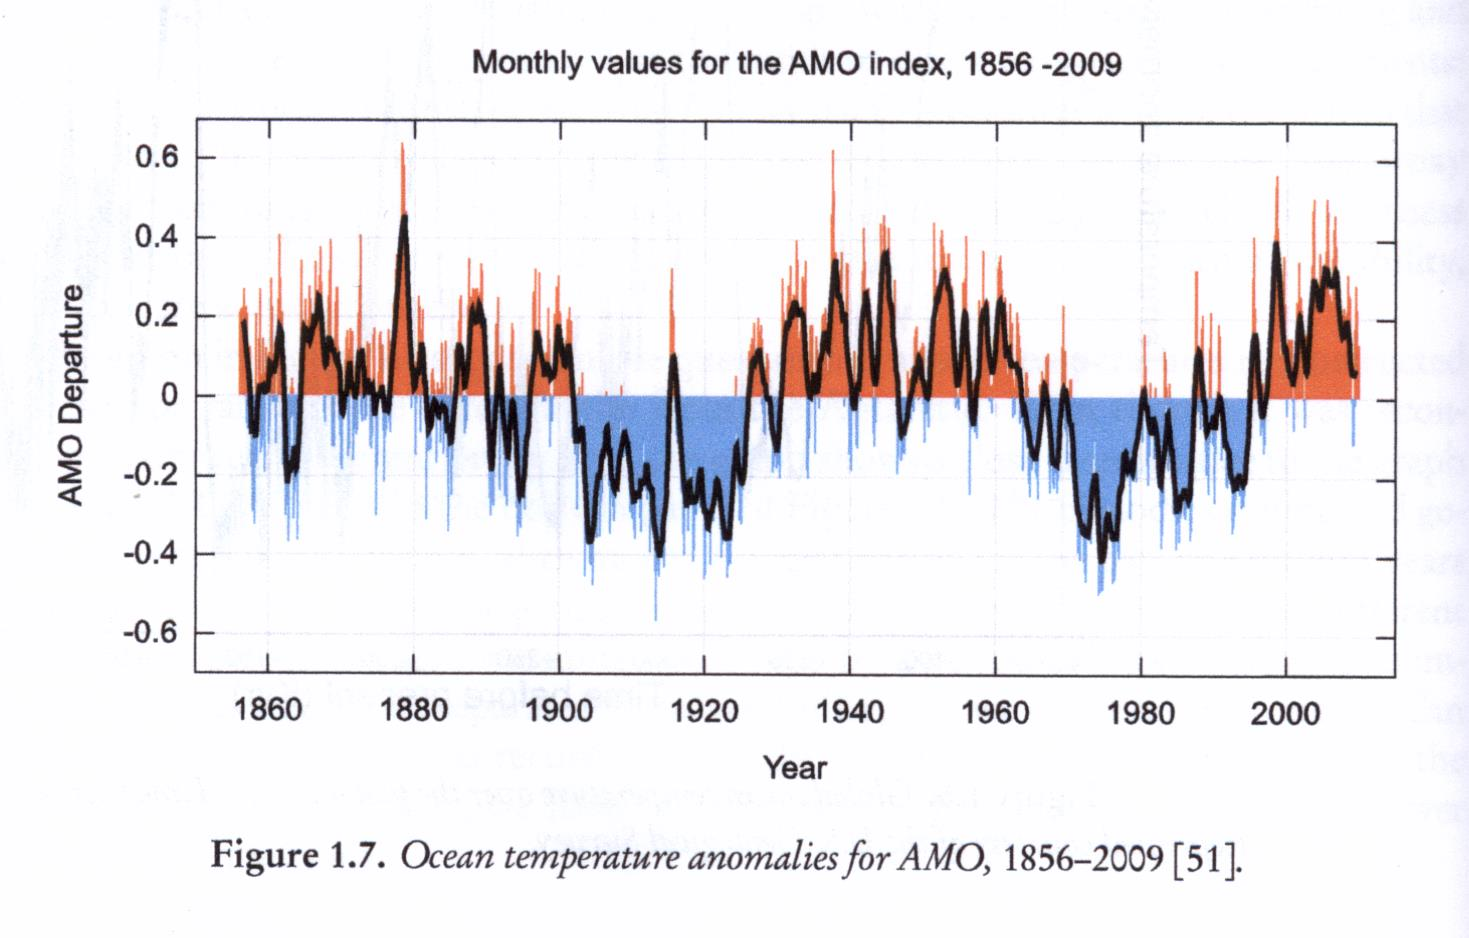 Monthly values for the AMO index, 1856 -2009
0.6
0.4
0.2
0
-0.2
-0.4
-0.6
AMO Departure
1860 1880 1900 1920 1940 1960 1980 2000
Year
Figure 1.7. Ocean temperature anomalies for AMO, 1856–2009 [51].